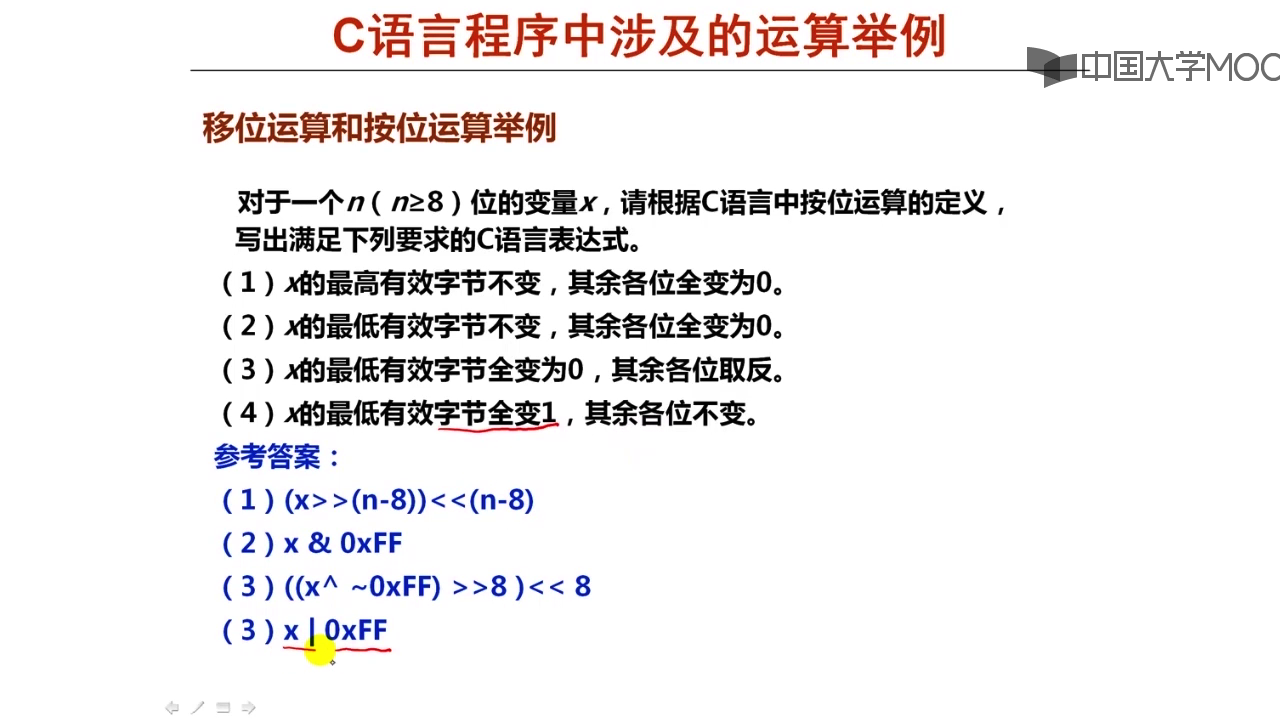 C语言程序中涉及的运算举例
中国大学MOO
移位运算和按位运算举例
对于一个n（n≥8）位的变量x，请根据C语言中按位运算的定义，
写出满足下列要求的C语言表达式。
（1）x的最高有效字节不变，其余各位全变为0。
（2）x的最低有效字节不变，其余各位全变为0。
（3）x的最低有效字节全变为0，其余各位取反。
（4）x的最低有效字节全变1，其余各位不变。
参考答案：
（1）(x>>(n-8))<<(n-8)
（2）x & 0xFF
（3）((x^ ~0xFF) >>8 )<< 8
（3）x | 0xFF